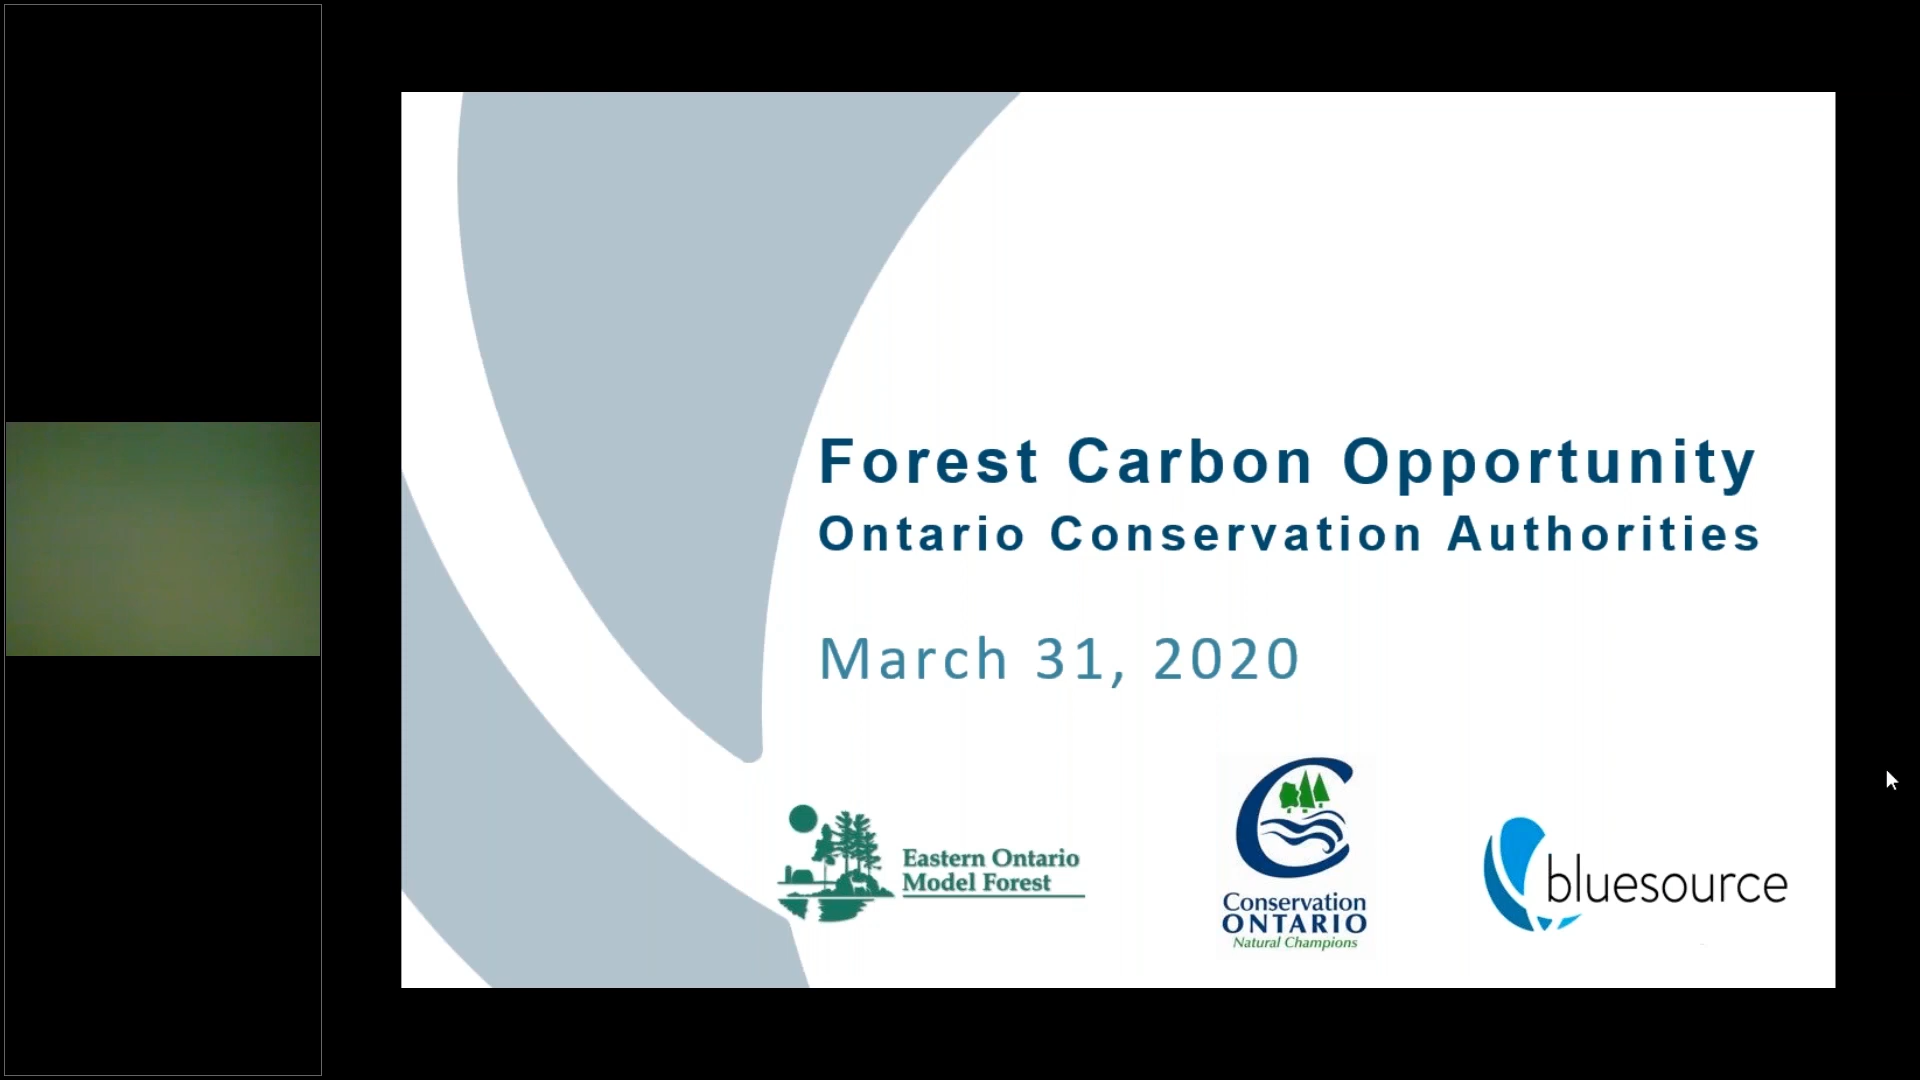 Forest Carbon Opportunity
Ontario Conservation Authorities
March 31, 2020
Eastern Ontario
Model Forest
Conservation
ONTARIO
Natural Champions
bluesource